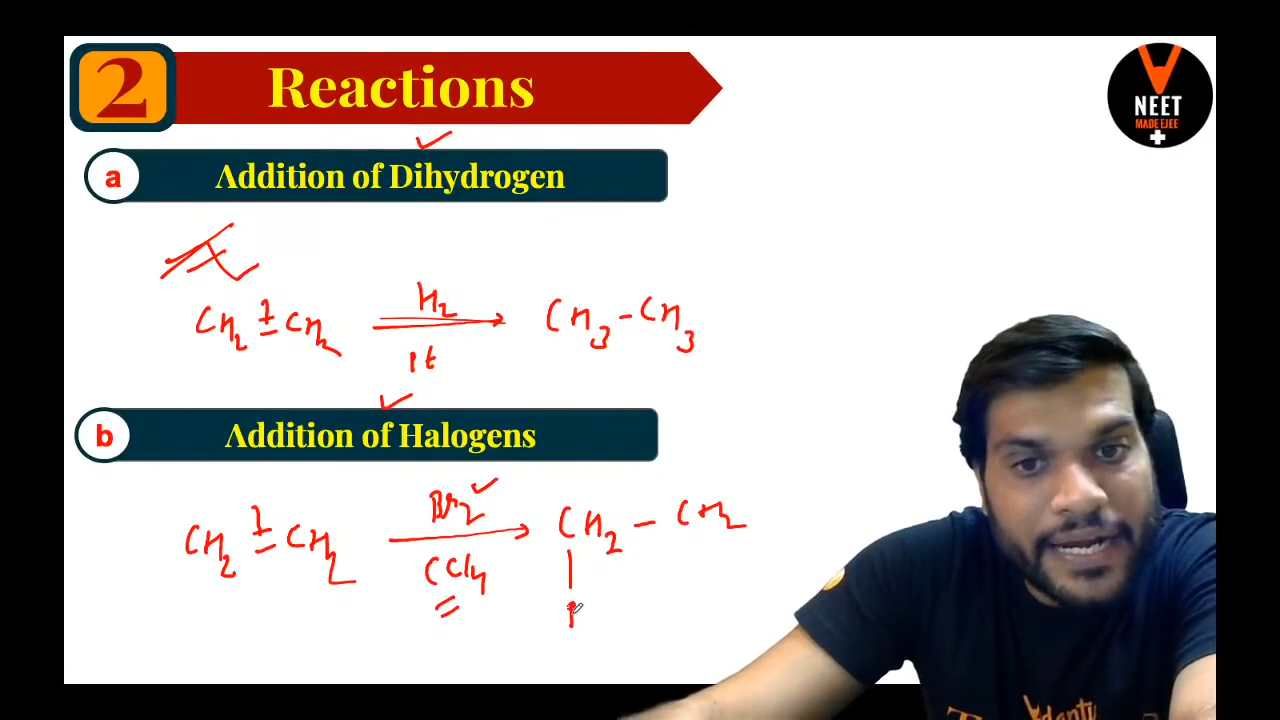 2 Reactions
NEET
MADE EJEE
a Addition of Dihydrogen
CH2 = CH2 H2 Pt CH3 - CH3
b Addition of Halogens
CH2 = CH2 Br2 CCl4 CH2 - CH2